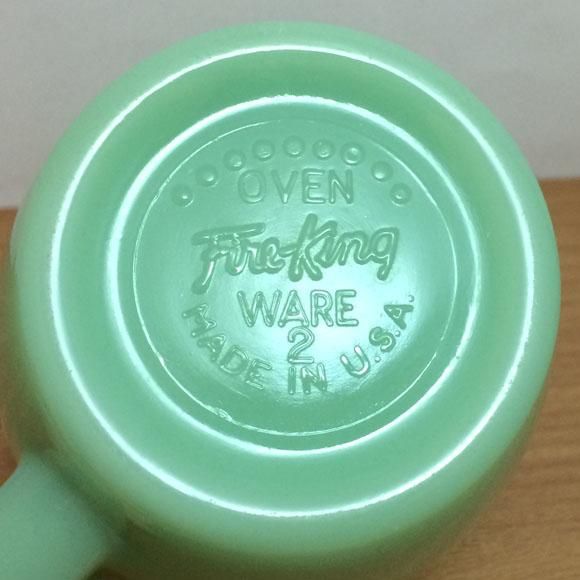 OVEN
Fire-King
WARE
2
MADE IN U.S.A.